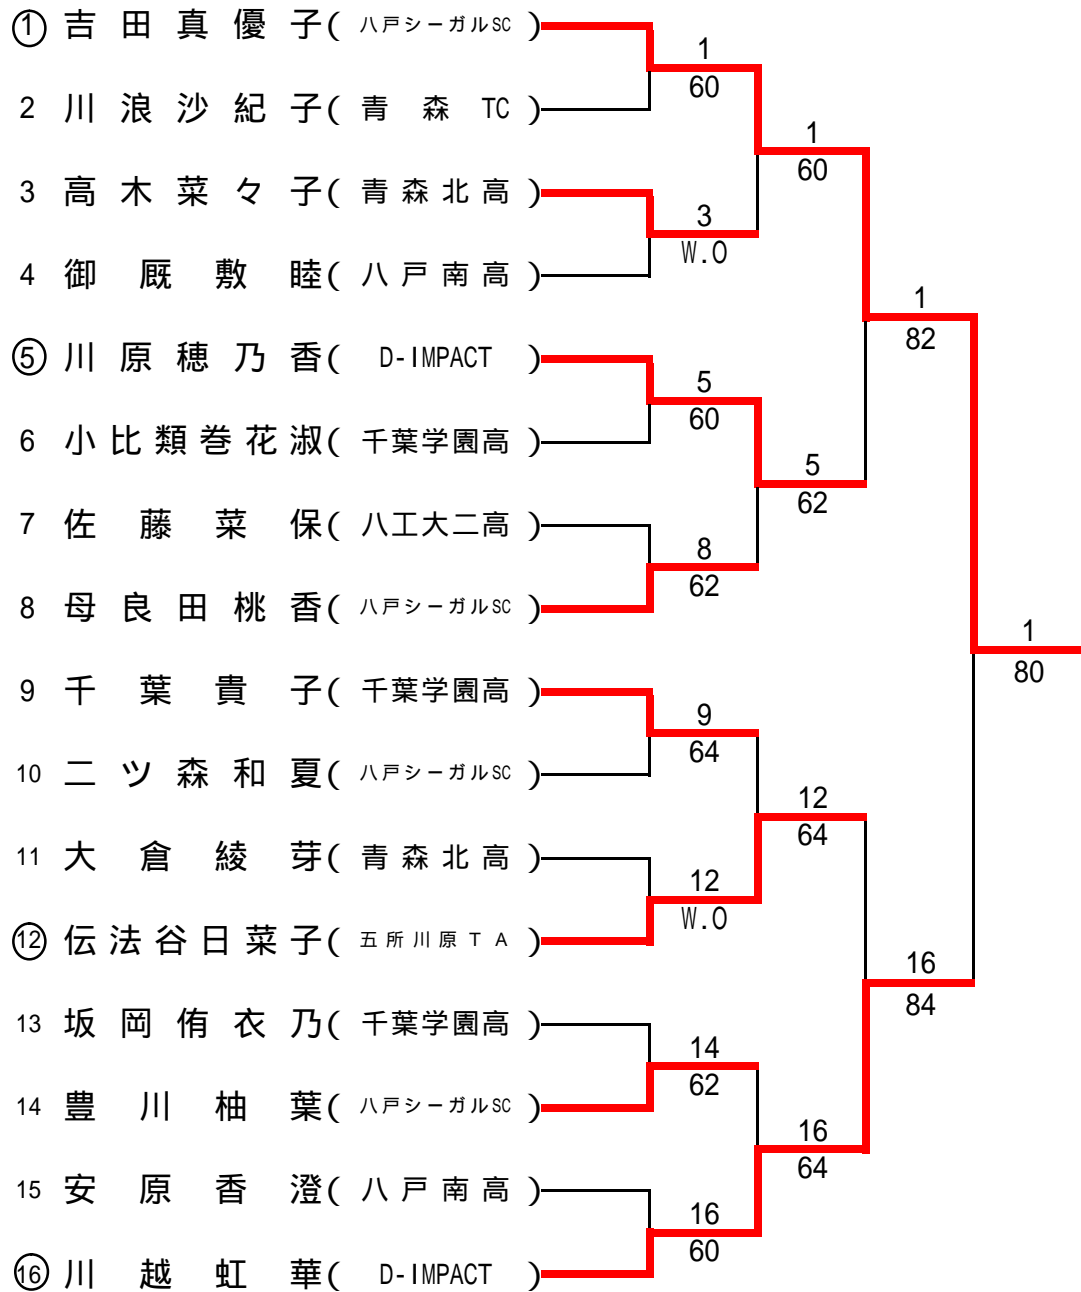 ① 吉田真優子( 八戸シーガルSC )
1
60
2 川浪沙紀子( 青森TC )
1
60
3 高木菜々子( 青森北高 )
3
W.O
4 御厩敷睦( 八戸南高 )
1
82
⑤ 川原穂乃香( D-IMPACT )
5
60
6 小比類巻花淑( 千葉学園高 )
5
62
7 佐藤菜保( 八工大二高 )
8
62
8 母良田桃香( 八戸シーガルSC )
1
80
9 千葉貴子( 千葉学園高 )
9
64
10 二ツ森和夏( 八戸シーガルSC )
12
64
11 大倉綾芽( 青森北高 )
12
W.O
⑫ 伝法谷日菜子( 五所川原TA )
16
84
13 坂岡侑衣乃( 千葉学園高 )
14
62
14 豊川柚葉( 八戸シーガルSC )
16
64
15 安原香澄( 八戸南高 )
16
60
⑯ 川越虹華( D-IMPACT )